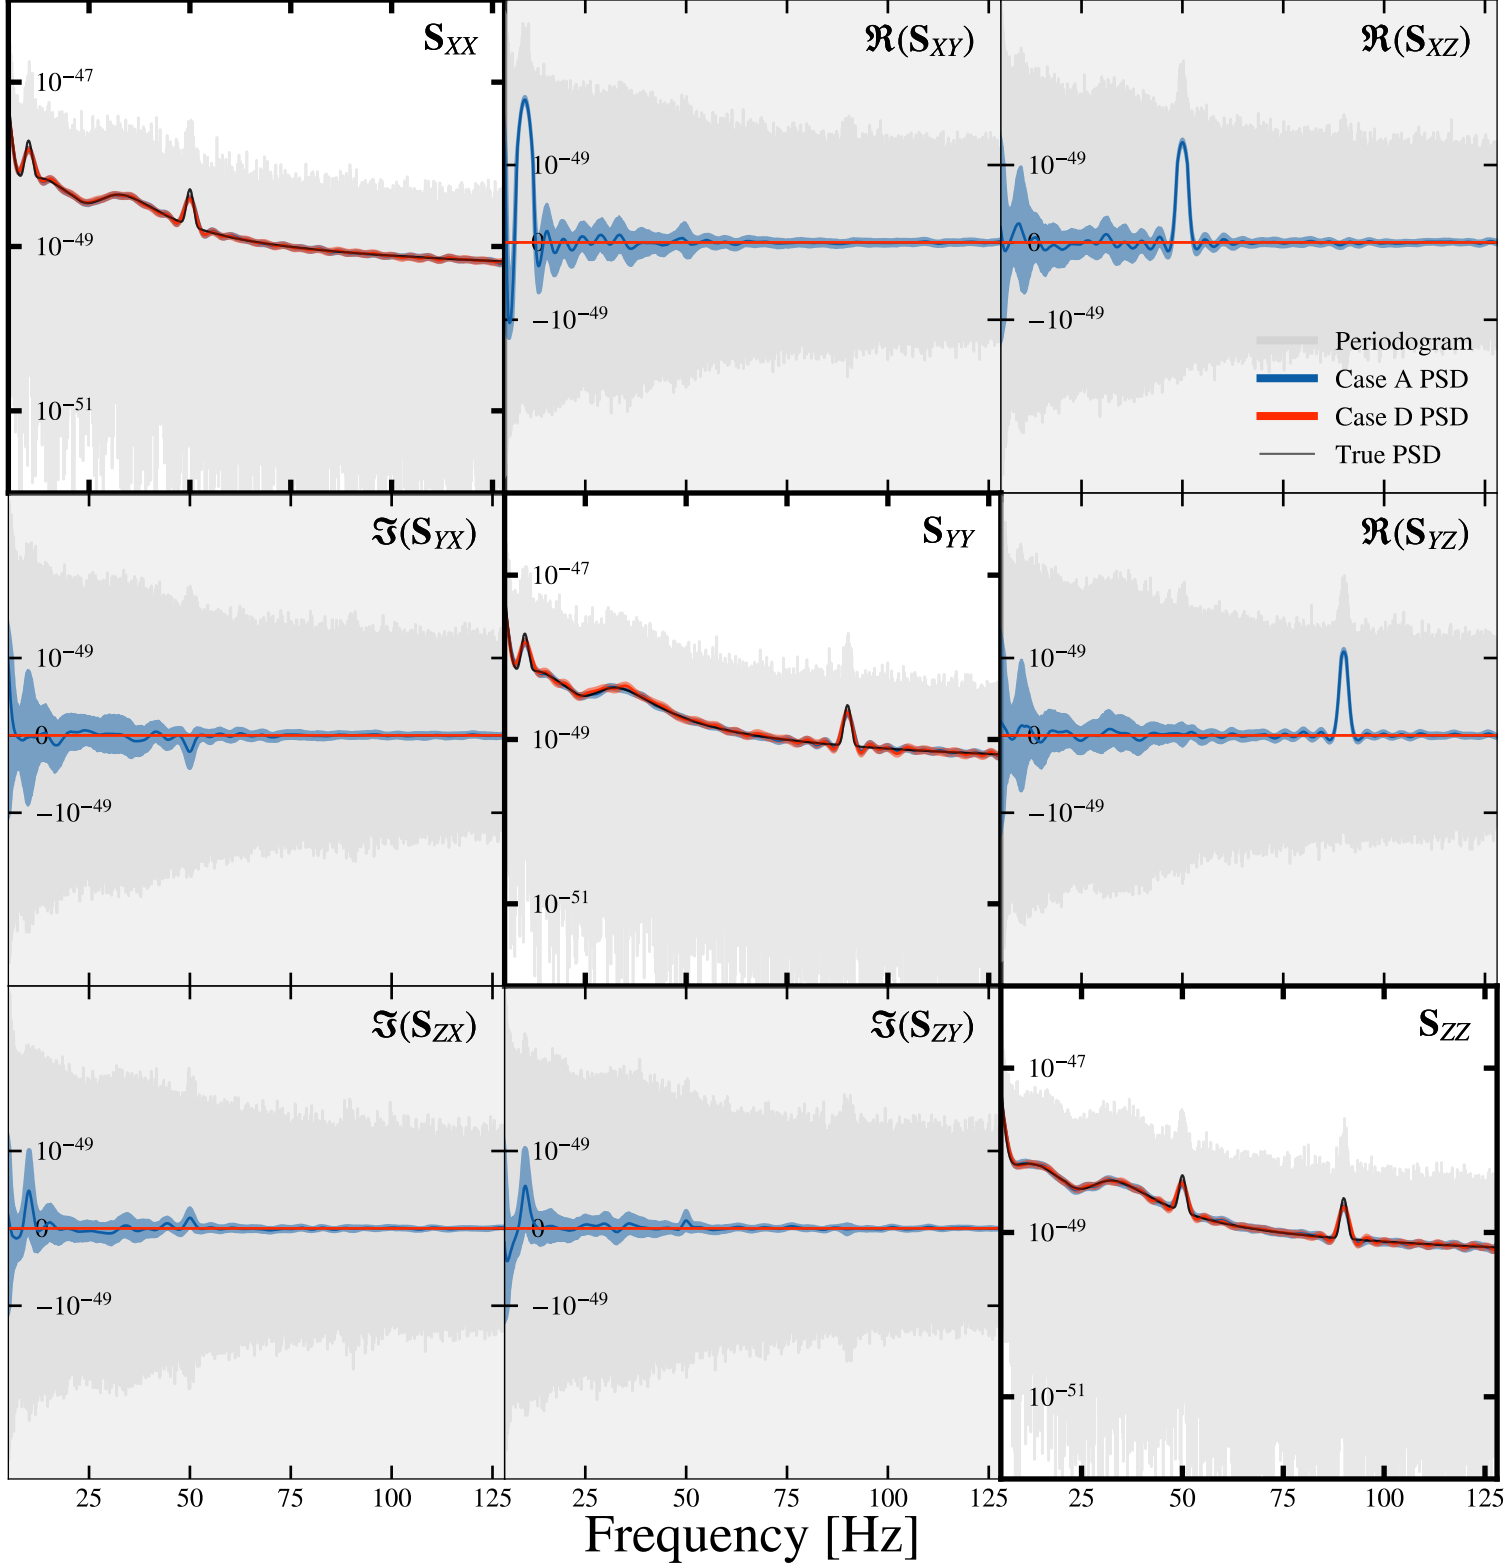 S_XX
10⁻⁴⁷
10⁻⁴⁹
10⁻⁵¹
ℜ(S_XY)
10⁻⁴⁹
0
−10⁻⁴⁹
ℜ(S_XZ)
10⁻⁴⁹
0
−10⁻⁴⁹
Periodogram
Case A PSD
Case D PSD
True PSD
ℑ(S_YX)
10⁻⁴⁹
0
−10⁻⁴⁹
S_YY
10⁻⁴⁷
10⁻⁴⁹
10⁻⁵¹
ℜ(S_YZ)
10⁻⁴⁹
0
−10⁻⁴⁹
ℑ(S_ZX)
10⁻⁴⁹
0
−10⁻⁴⁹
ℑ(S_ZY)
10⁻⁴⁹
0
−10⁻⁴⁹
S_ZZ
10⁻⁴⁷
10⁻⁴⁹
10⁻⁵¹
25 50 75 100 125 25 50 75 100 125 25 50 75 100 125
Frequency [Hz]